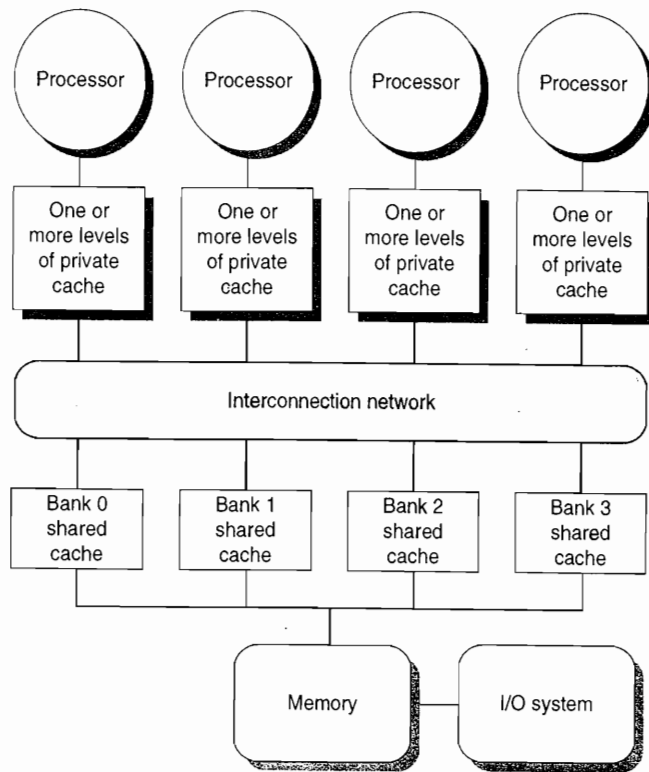 Processor
Processor
Processor
Processor
One or
more levels
of private
cache
One or
more levels
of private
cache
One or
more levels
of private
cache
One or
more levels
of private
cache
Interconnection network
Bank 0
shared
cache
Bank 1
shared
cache
Bank 2
shared
cache
Bank 3
shared
cache
Memory
I/O system